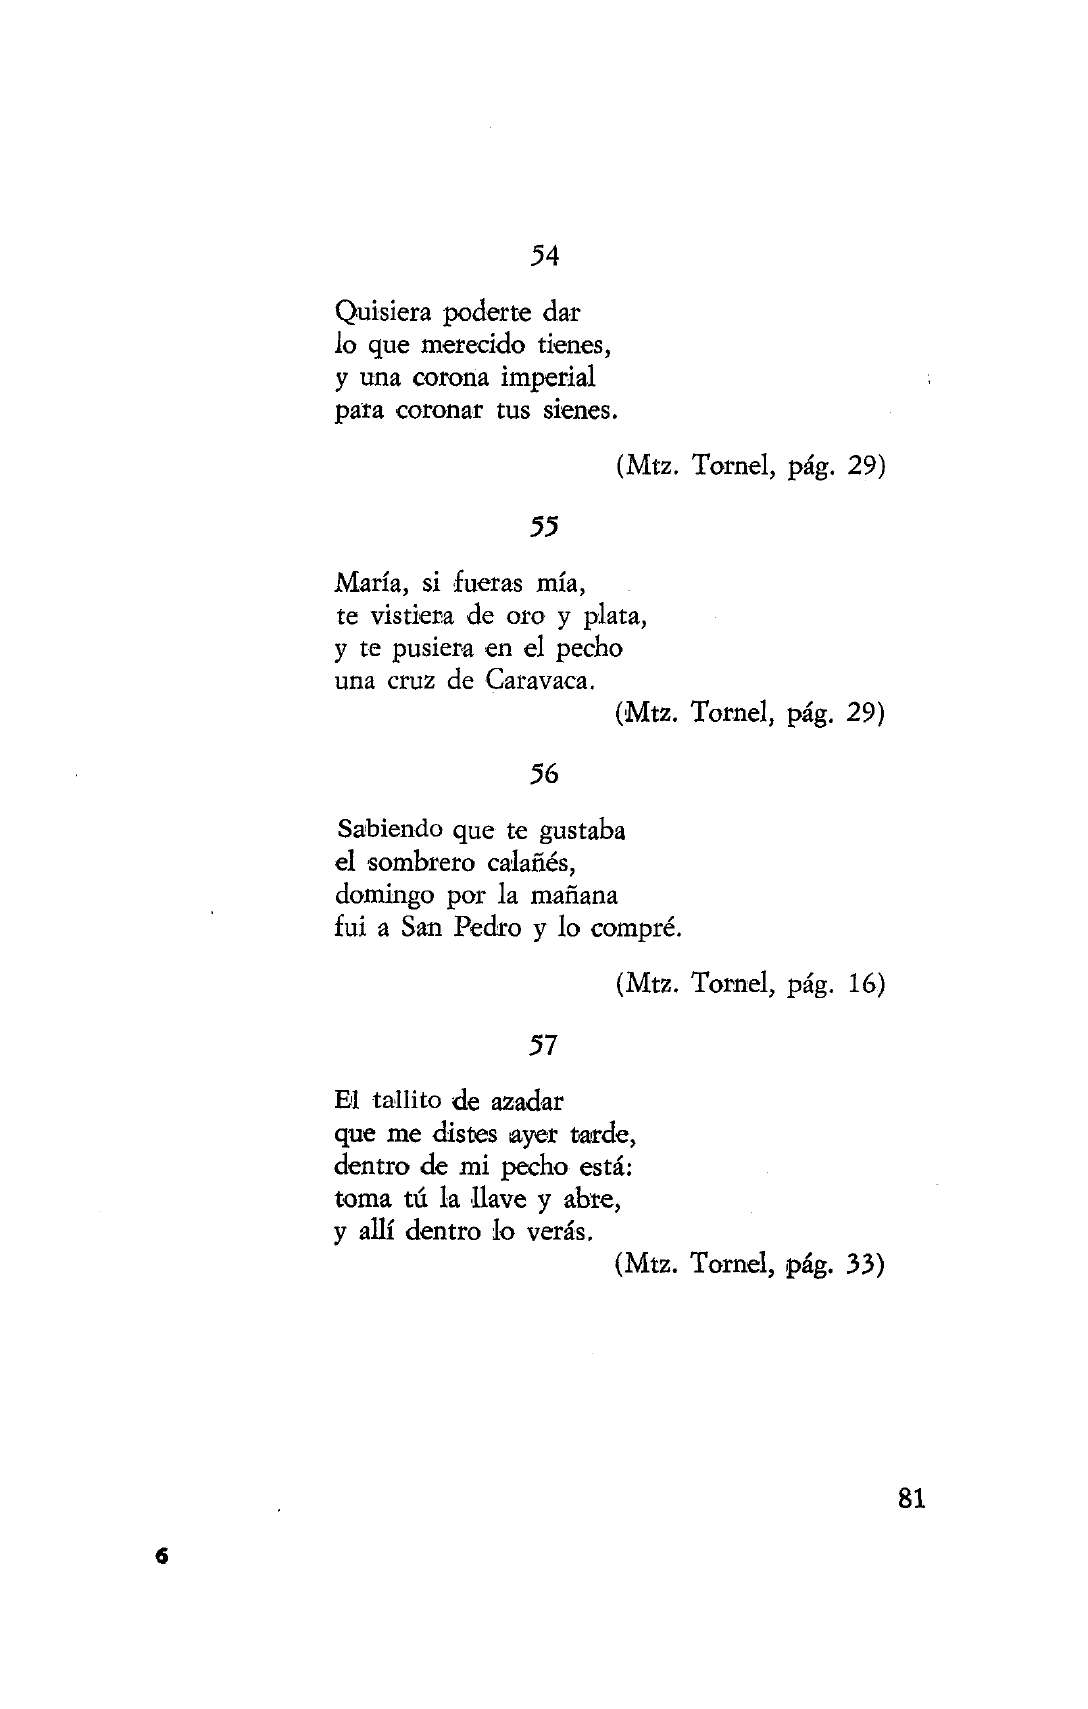 54
Quisiera poderte dar
lo que merecido tienes,
y una corona imperial
para coronar tus sienes.
(Mtz. Tornel, pág. 29)
55
María, si fueras mía,
te vistiera de oro y plata,
y te pusiera en el pecho
una cruz de Caravaca.
(Mtz. Tornel, pág. 29)
56
Sabiendo que te gustaba
el sombrero calañés,
domingo por la mañana
fui a San Pedro y lo compré.
(Mtz. Tornel, pág. 16)
57
El tallito de azadar
que me distes ayer tarde,
dentro de mi pecho está:
toma tú la llave y abre,
y allí dentro lo verás.
(Mtz. Tornel, pág. 33)
81
6